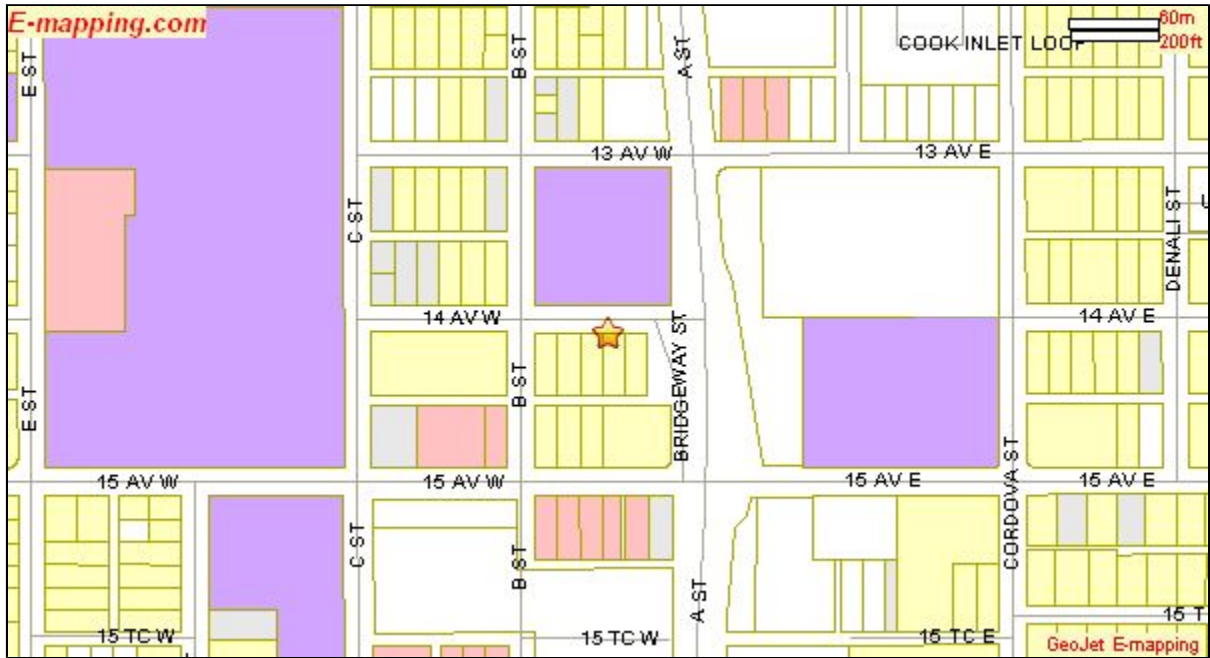 E-mapping.com
60m
200ft
COOK INLET LOOP
E ST
B ST
A ST
13 AV W
13 AV E
C ST
DENALI ST
14 AV W
14 AV E
BRIDGEWAY ST
E ST
B ST
15 AV W
15 AV W
15 AV E
15 AV E
CORDOVA ST
C ST
B ST
A ST
15 TC W
15 TC W
15 TC E
15 T
GeoJet E-mapping